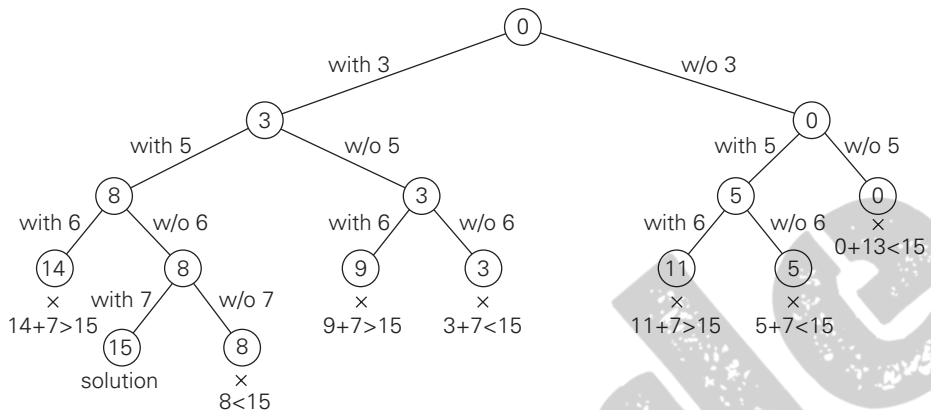 0
with 3
w/o 3
3
0
with 5
w/o 5
with 5
w/o 5
8
3
5
0
with 6
w/o 6
with 6
w/o 6
with 6
w/o 6
×
0+13<15
14
8
9
3
11
5
×
with 7
w/o 7
×
×
×
×
14+7>15
9+7>15
3+7<15
11+7>15
5+7<15
15
8
solution
×
8<15